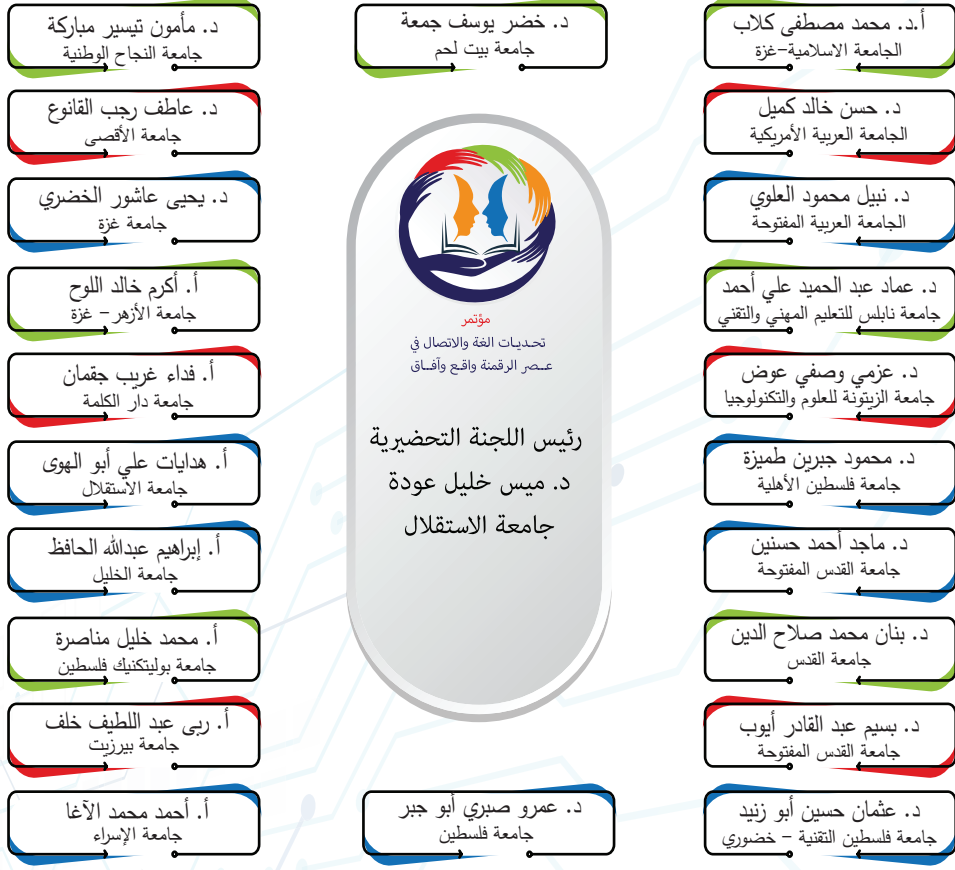 أ.د. محمد مصطفى كلاب
الجامعة الاسلامية-غزة
د. خضر يوسف جمعة
جامعة بيت لحم
د. مأمون تيسير مباركة
جامعة النجاح الوطنية
د. حسن خالد كميل
الجامعة العربية الأمريكية
د. عاطف رجب القانوع
جامعة الأقصى
د. نبيل محمود العلوي
الجامعة العربية المفتوحة
د. يحيى عاشور الخضري
جامعة غزة
د. عماد عبد الحميد علي أحمد
جامعة نابلس للتعليم المهني والتقني
أ. أكرم خالد اللوح
جامعة الأزهر - غزة
مؤتمر
تحديات الغة والاتصال في
عصر الرقمنة واقع وآفاق
د. عزمي وصفي عوض
جامعة الزيتونة للعلوم والتكنولوجيا
أ. فداء غريب جقمان
جامعة دار الكلمة
رئيس اللجنة التحضيرية
د. ميس خليل عودة
جامعة الاستقلال
د. محمود جبرين طميزة
جامعة فلسطين الأهلية
أ. هدايات علي أبو الهوى
جامعة الاستقلال
د. ماجد أحمد حسنين
جامعة القدس المفتوحة
أ. إبراهيم عبدالله الحافظ
جامعة الخليل
د. بنان محمد صلاح الدين
جامعة القدس
أ. محمد خليل مناصرة
جامعة بوليتكنيك فلسطين
د. بسيم عبد القادر أيوب
جامعة القدس المفتوحة
أ. ربى عبد اللطيف خلف
جامعة بيرزيت
د. عثمان حسين أبو زنيد
جامعة فلسطين التقنية - خضوري
د. عمرو صبري أبو جبر
جامعة فلسطين
أ. أحمد محمد الآغا
جامعة الإسراء